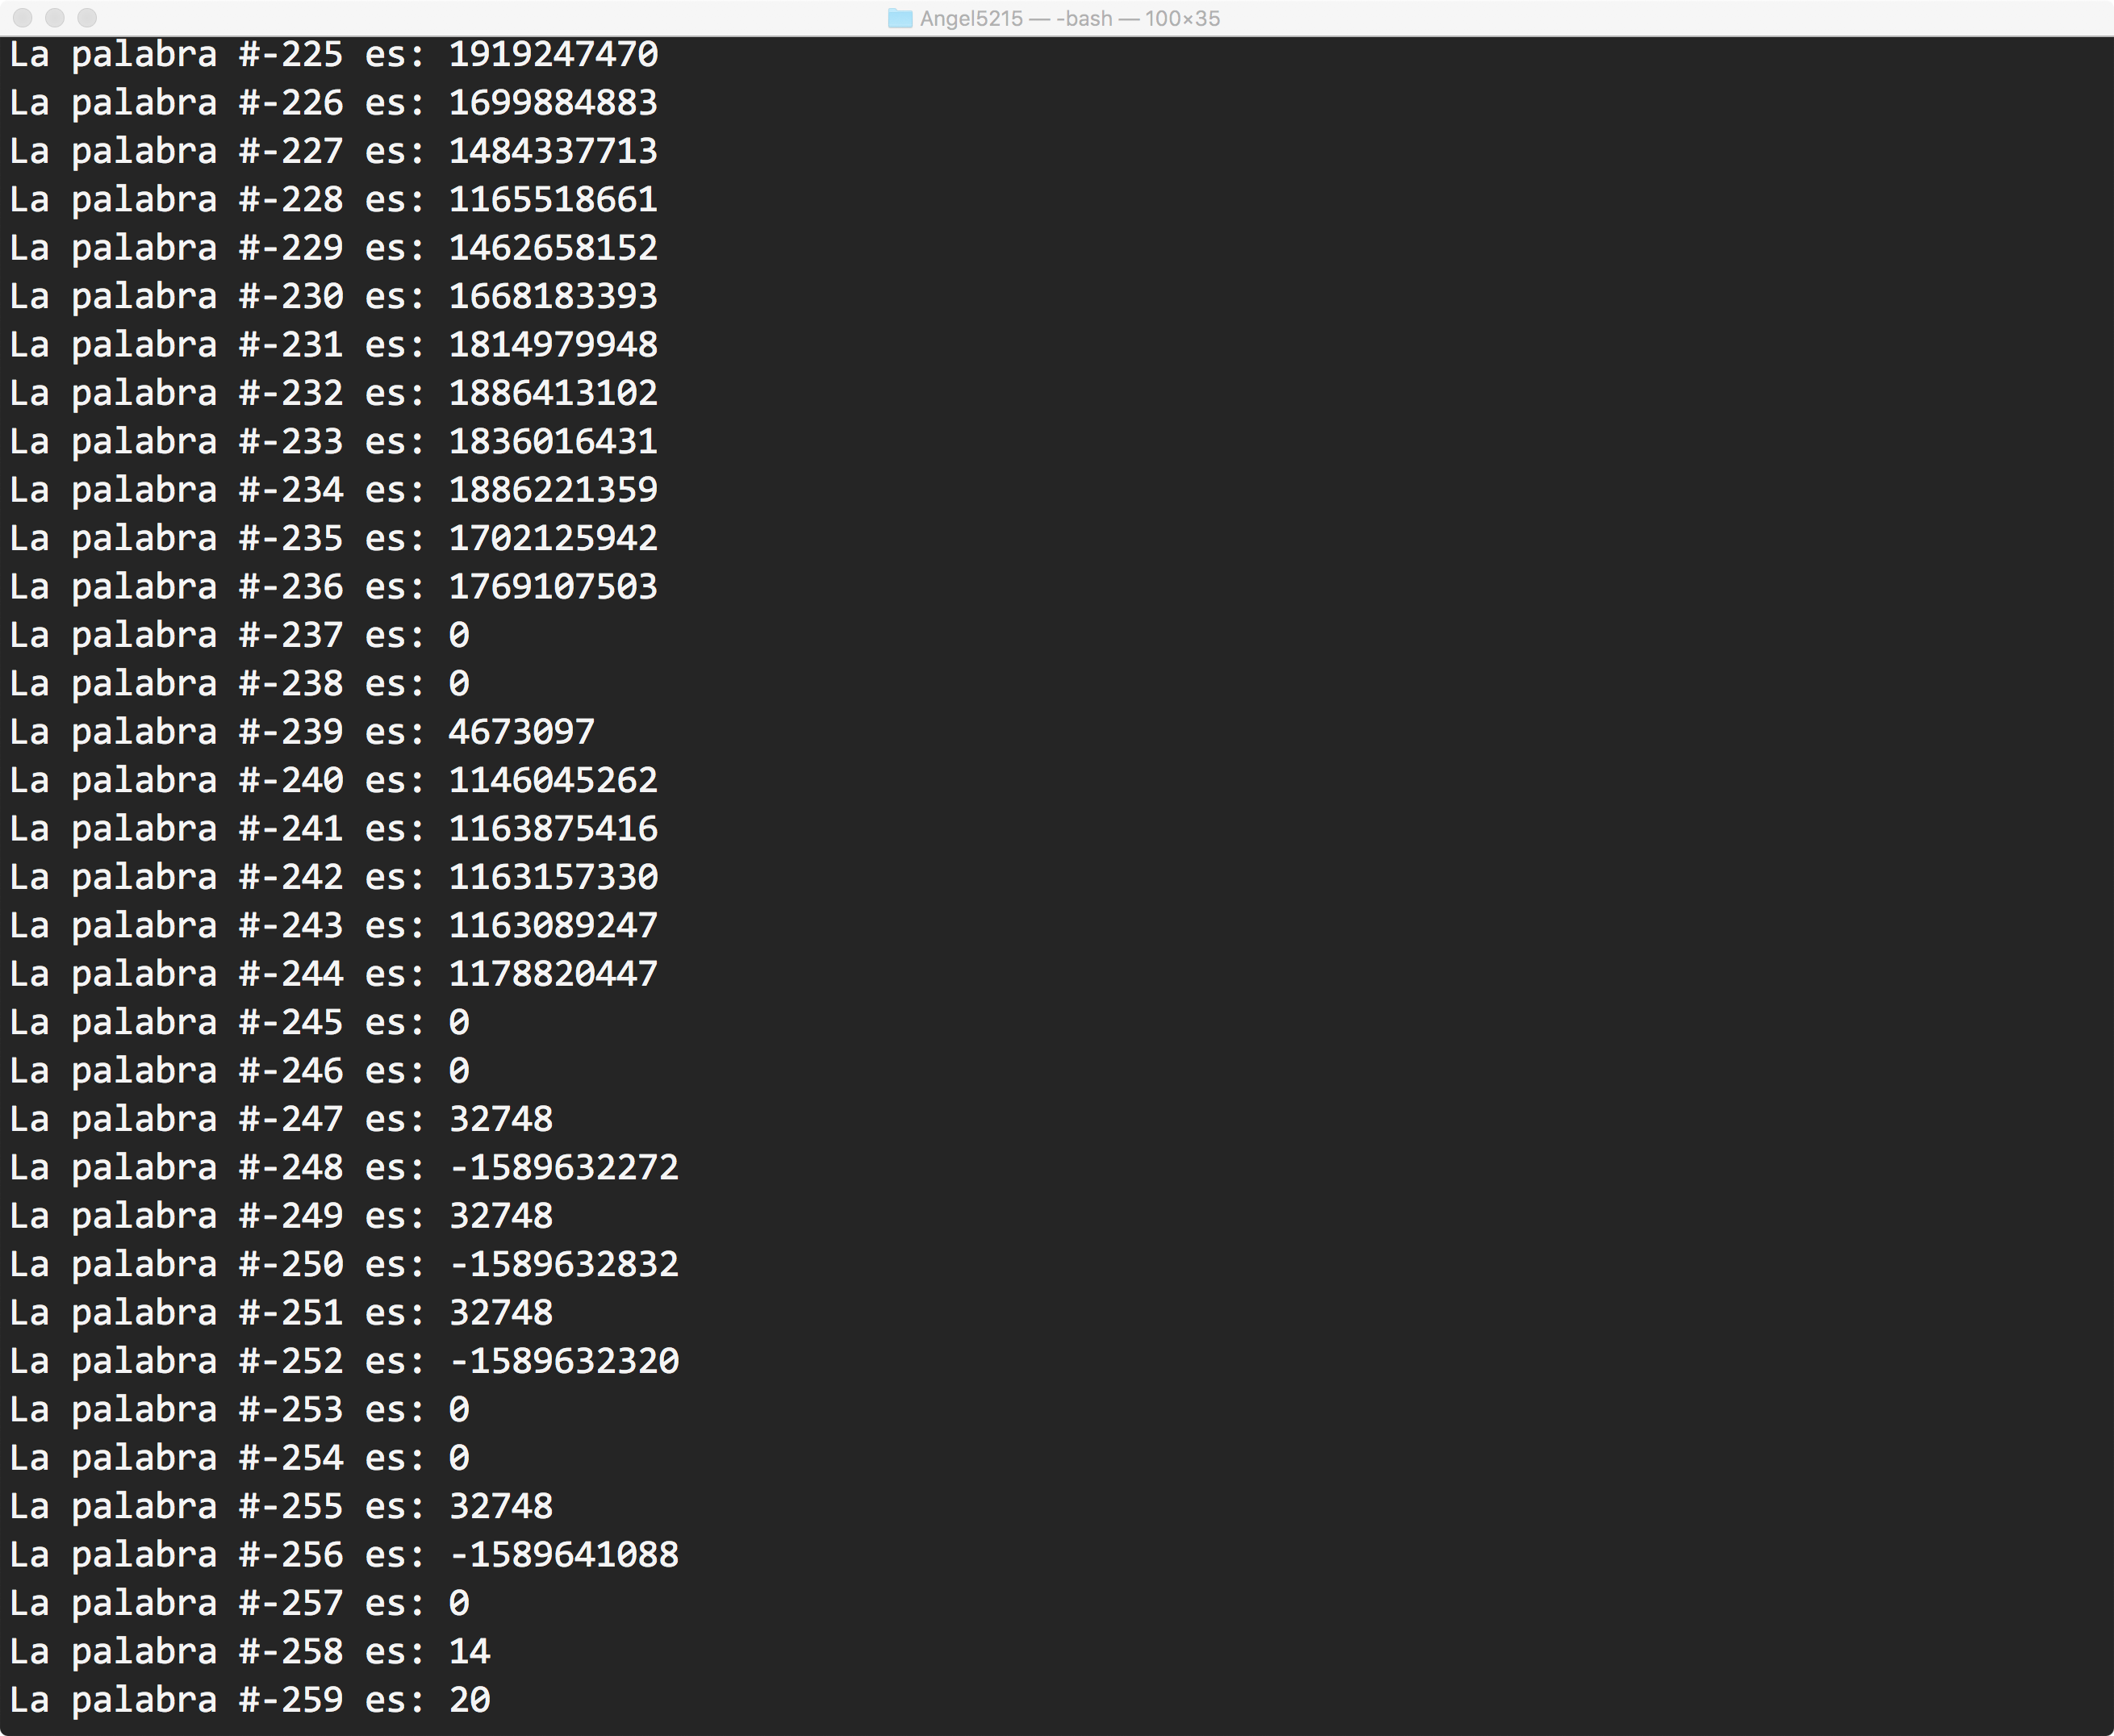 Angel5215 — -bash — 100×35
La palabra #-225 es: 1919247470
La palabra #-226 es: 1699884883
La palabra #-227 es: 1484337713
La palabra #-228 es: 1165518661
La palabra #-229 es: 1462658152
La palabra #-230 es: 1668183393
La palabra #-231 es: 1814979948
La palabra #-232 es: 1886413102
La palabra #-233 es: 1836016431
La palabra #-234 es: 1886221359
La palabra #-235 es: 1702125942
La palabra #-236 es: 1769107503
La palabra #-237 es: 0
La palabra #-238 es: 0
La palabra #-239 es: 4673097
La palabra #-240 es: 1146045262
La palabra #-241 es: 1163875416
La palabra #-242 es: 1163157330
La palabra #-243 es: 1163089247
La palabra #-244 es: 1178820447
La palabra #-245 es: 0
La palabra #-246 es: 0
La palabra #-247 es: 32748
La palabra #-248 es: -1589632272
La palabra #-249 es: 32748
La palabra #-250 es: -1589632832
La palabra #-251 es: 32748
La palabra #-252 es: -1589632320
La palabra #-253 es: 0
La palabra #-254 es: 0
La palabra #-255 es: 32748
La palabra #-256 es: -1589641088
La palabra #-257 es: 0
La palabra #-258 es: 14
La palabra #-259 es: 20